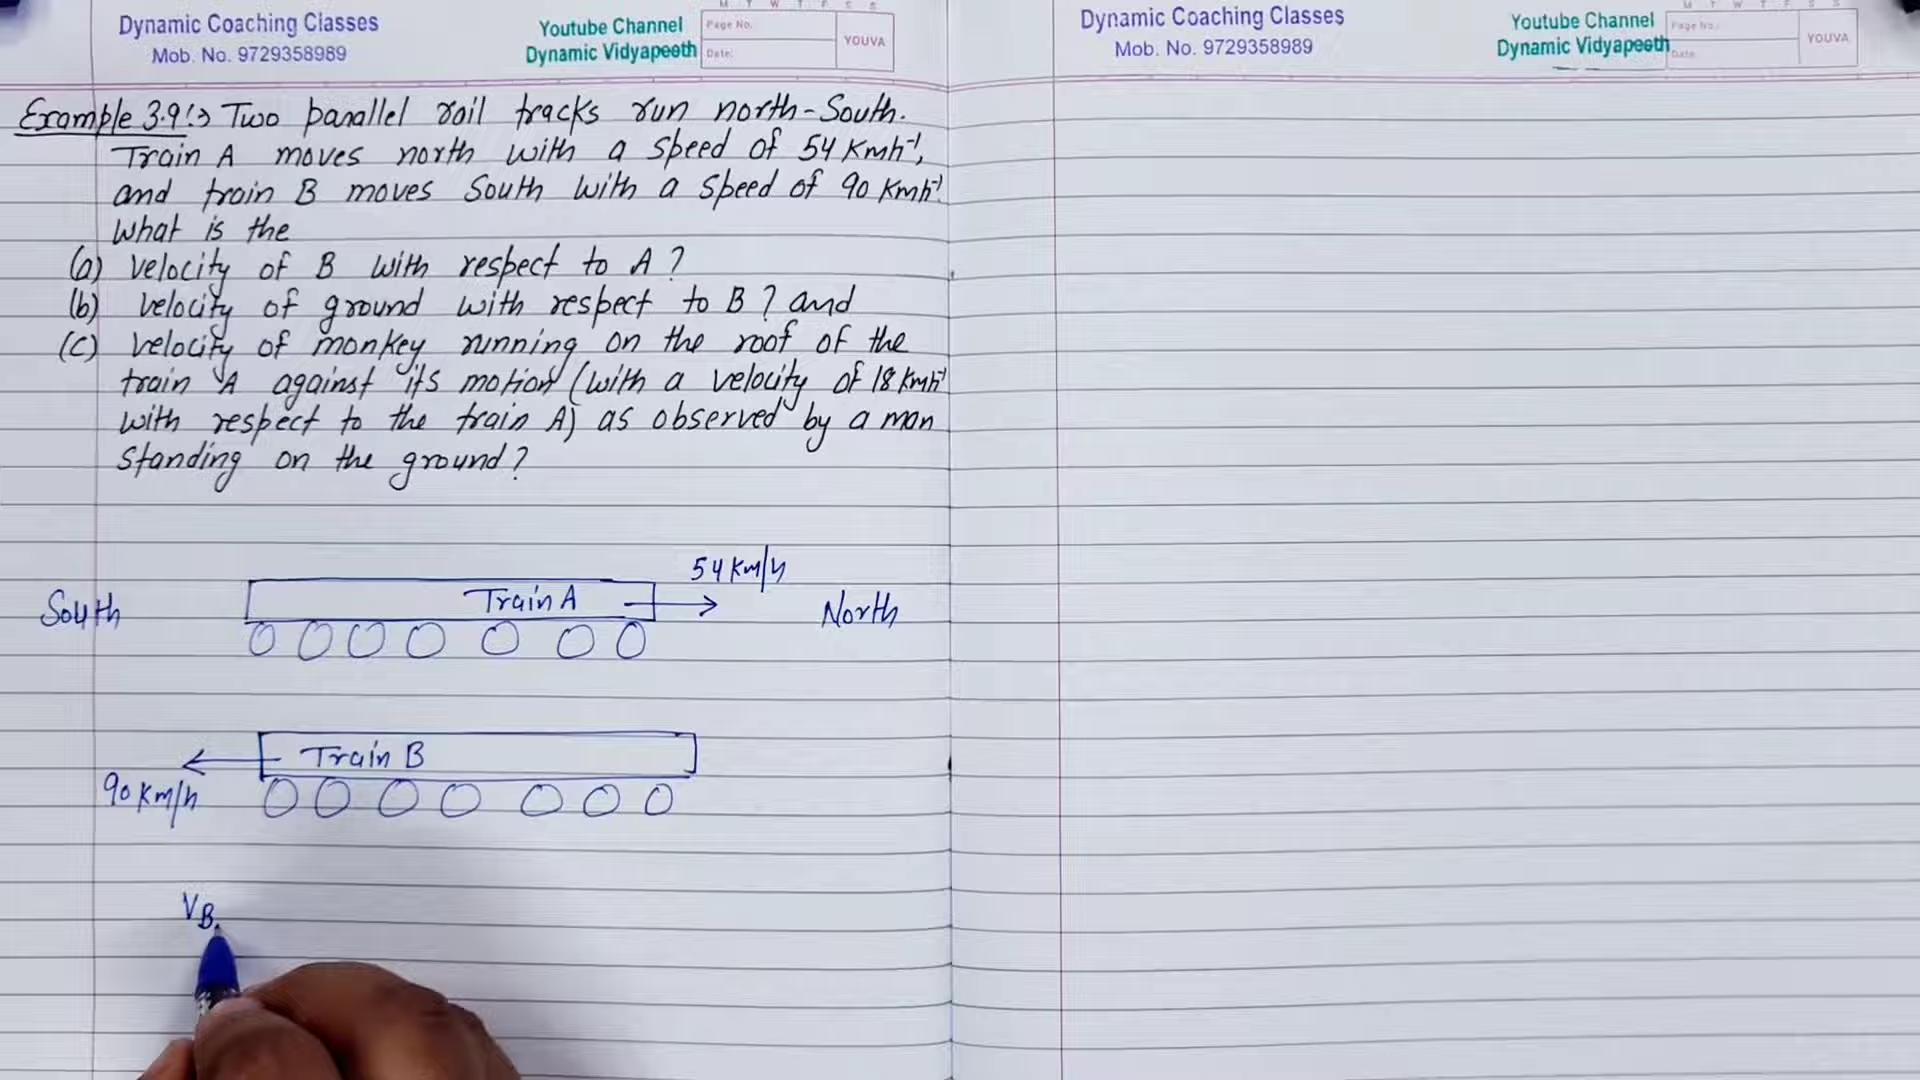 Dynamic Coaching Classes
Mob. No. 9729358989
Youtube Channel
Dynamic Vidyapeeth
M T W T F S S
Page No.
Date:
YOUVA
Dynamic Coaching Classes
Mob. No. 9729358989
Youtube Channel
Dynamic Vidyapeeth
M T W T F S S
Page No.:
Date:
YOUVA
Example 3.9:→ Two parallel rail tracks run north-South.
Train A moves north with a speed of 54 Kmh⁻¹,
and train B moves South with a speed of 90 Kmh⁻¹.
What is the
(a) velocity of B with respect to A?
(b) velocity of ground with respect to B? and
(c) velocity of monkey running on the roof of the
train A against its motion (with a velocity of 18 Kmh⁻¹
with respect to the train A) as observed by a man
standing on the ground?
54 Km/h
South
Train A
North
Train B
90 Km/h
VB